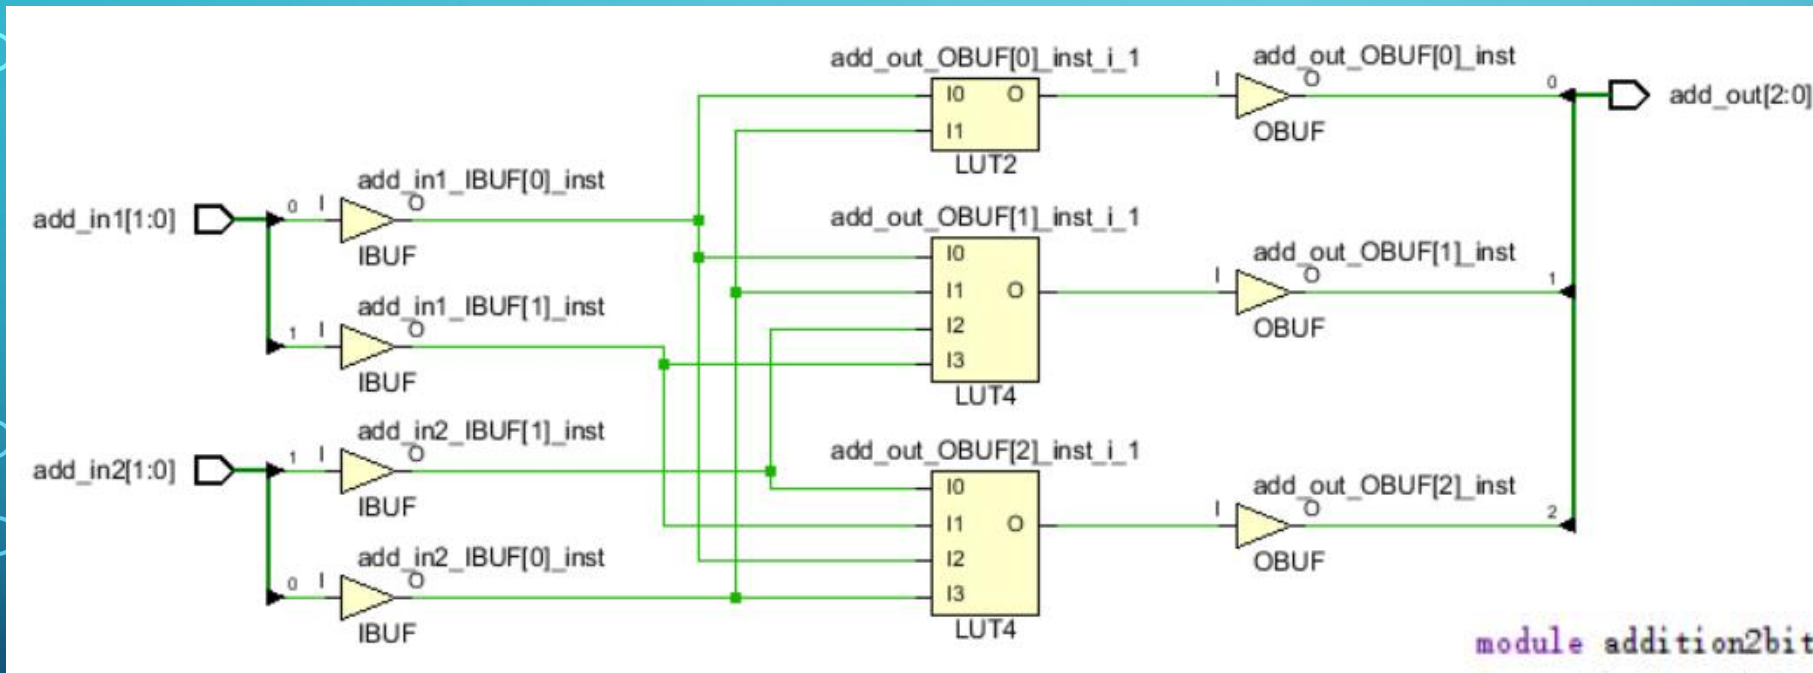 add_out_OBUF[0]_inst_i_1
I0 O
I1
LUT2
add_out_OBUF[0]_inst
I O
OBUF
0
add_out[2:0]
add_in1[1:0]
add_in1_IBUF[0]_inst
0 I O
IBUF
add_in1_IBUF[1]_inst
1 I O
IBUF
add_out_OBUF[1]_inst_i_1
I0
I1 O
I2
I3
LUT4
add_out_OBUF[1]_inst
I O
OBUF
1
add_in2[1:0]
add_in2_IBUF[1]_inst
1 I O
IBUF
add_in2_IBUF[0]_inst
0 I O
IBUF
add_out_OBUF[2]_inst_i_1
I0
I1 O
I2
I3
LUT4
add_out_OBUF[2]_inst
I O
OBUF
2
module addition2bit